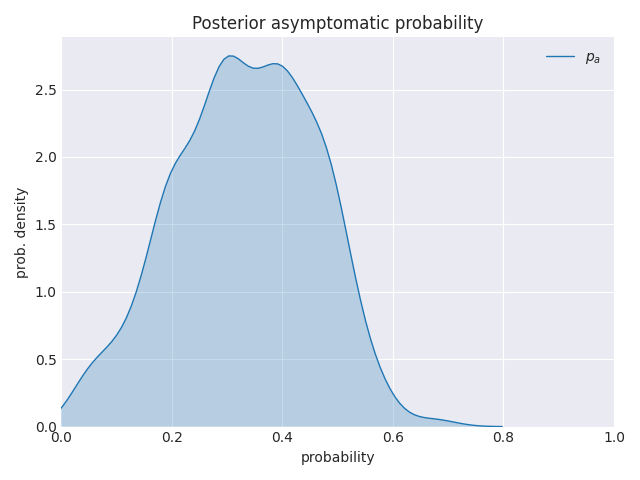 Posterior asymptomatic probability
pₐ
prob. density
2.5
2.0
1.5
1.0
0.5
0.0
0.0 0.2 0.4 0.6 0.8 1.0
probability